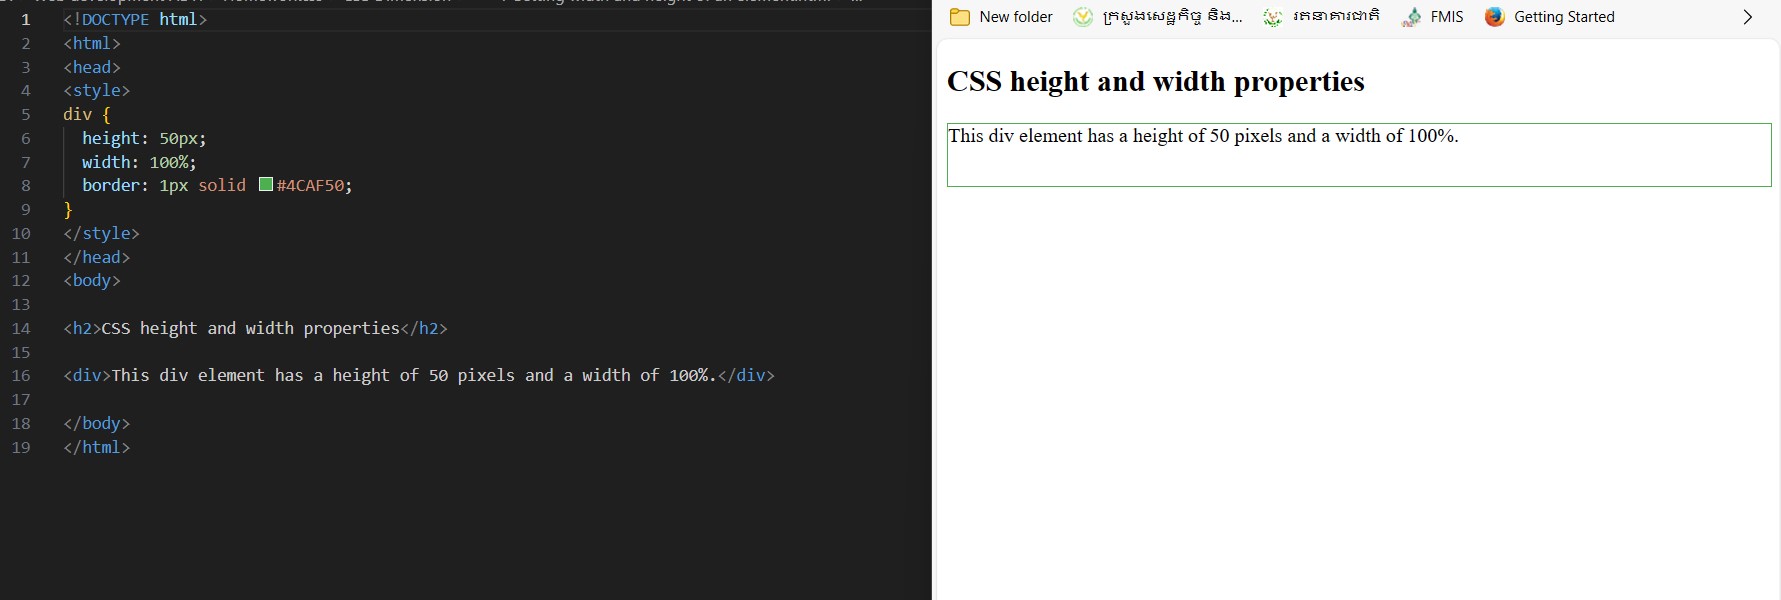 1 <!DOCTYPE html>
2 <html>
3 <head>
4 <style>
5 div {
6 height: 50px;
7 width: 100%;
8 border: 1px solid #4CAF50;
9 }
10 </style>
11 </head>
12 <body>
13
14 <h2>CSS height and width properties</h2>
15
16 <div>This div element has a height of 50 pixels and a width of 100%.</div>
17
18 </body>
19 </html>
New folder ក្រសួងសេដ្ឋកិច្ច និង... រតនាគារជាតិ FMIS Getting Started
CSS height and width properties
This div element has a height of 50 pixels and a width of 100%.